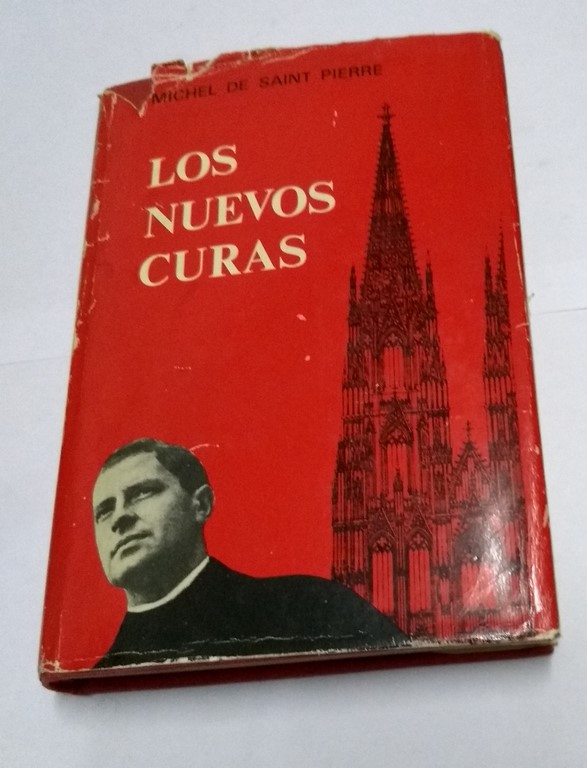 MICHEL DE SAINT PIERRE
LOS
NUEVOS
CURAS